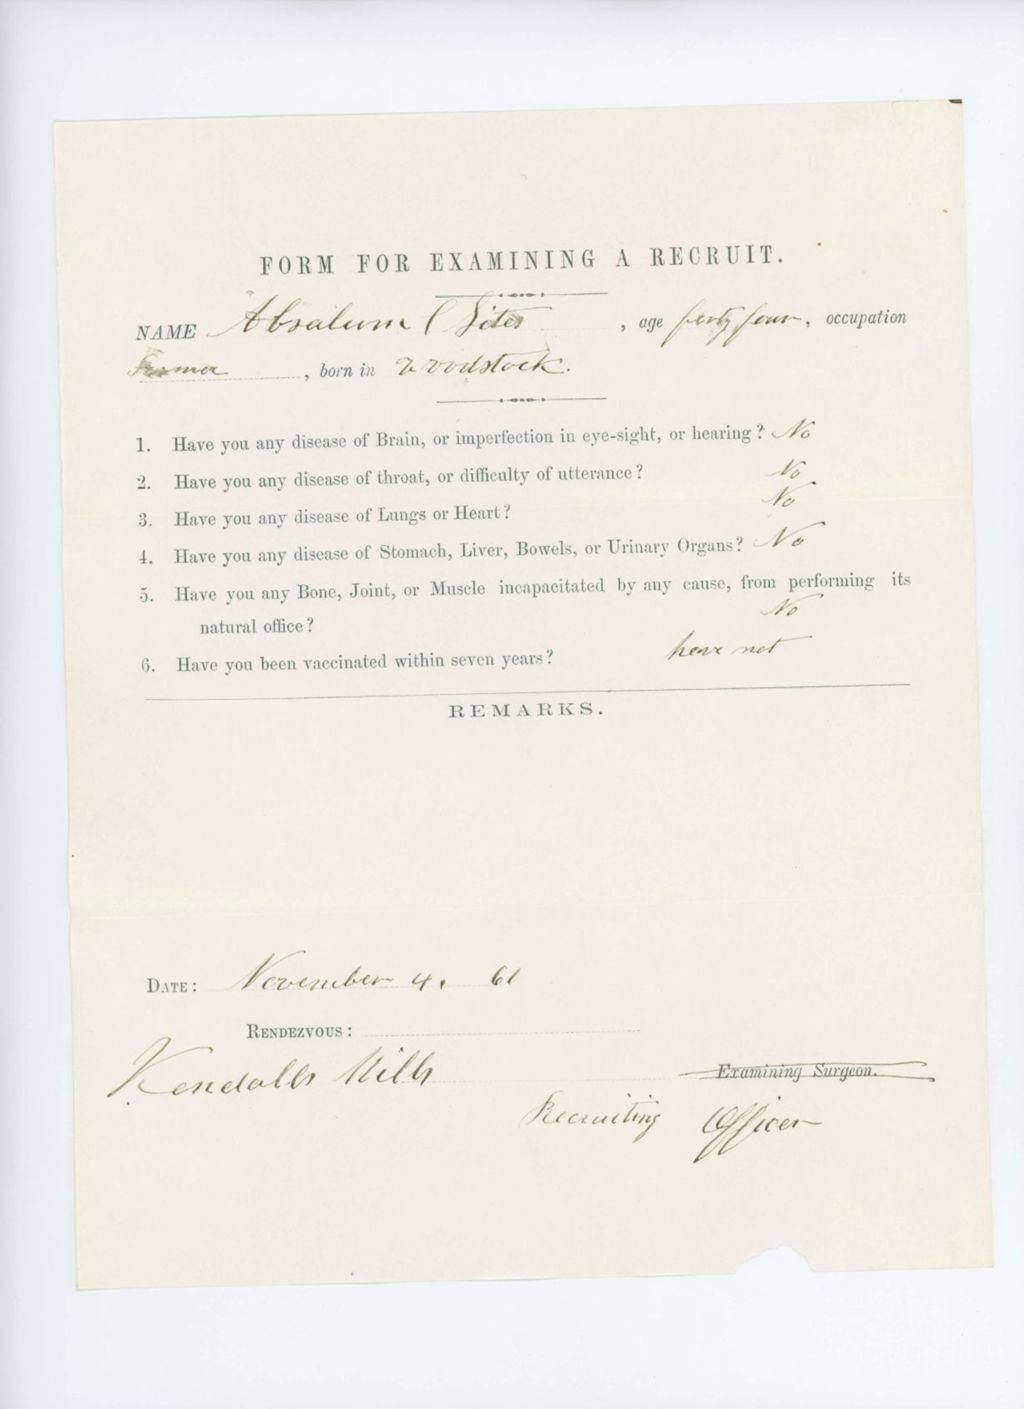 FORM FOR EXAMINING A RECRUIT.
NAME Absalum , age forty four , occupation
Farmer , born in Woodstock.
1. Have you any disease of Brain, or imperfection in eye-sight, or hearing? No
2. Have you any disease of throat, or difficulty of utterance? No
3. Have you any disease of Lungs or Heart? No
4. Have you any disease of Stomach, Liver, Bowels, or Urinary Organs? No
5. Have you any Bone, Joint, or Muscle incapacitated by any cause, from performing its
natural office? No
6. Have you been vaccinated within seven years? have not
REMARKS.
DATE: November 4. 61
RENDEZVOUS:
Kendalls Mills Examining Surgeon.
Recruiting Officer